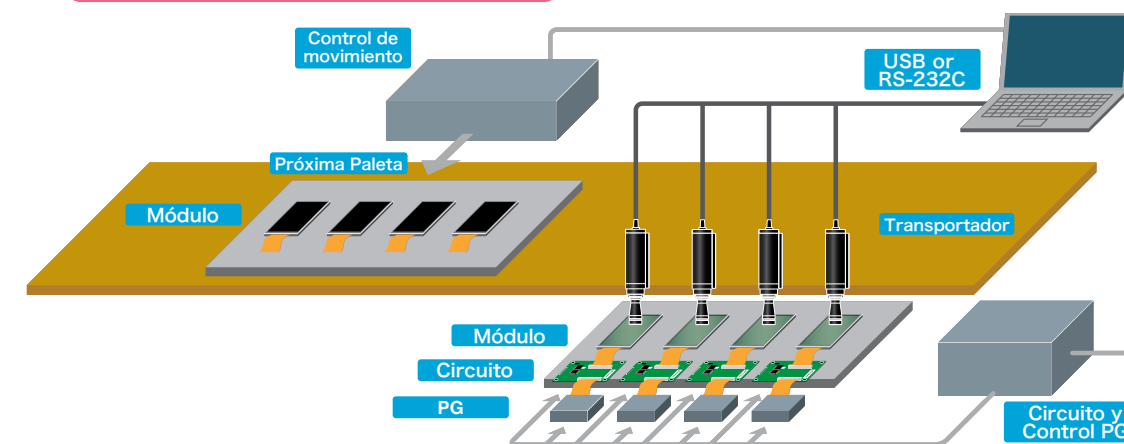 Control de
movimiento
USB or
RS-232C
Próxima Paleta
Módulo
Transportador
Módulo
Circuito
PG
Circuito y
Control PG